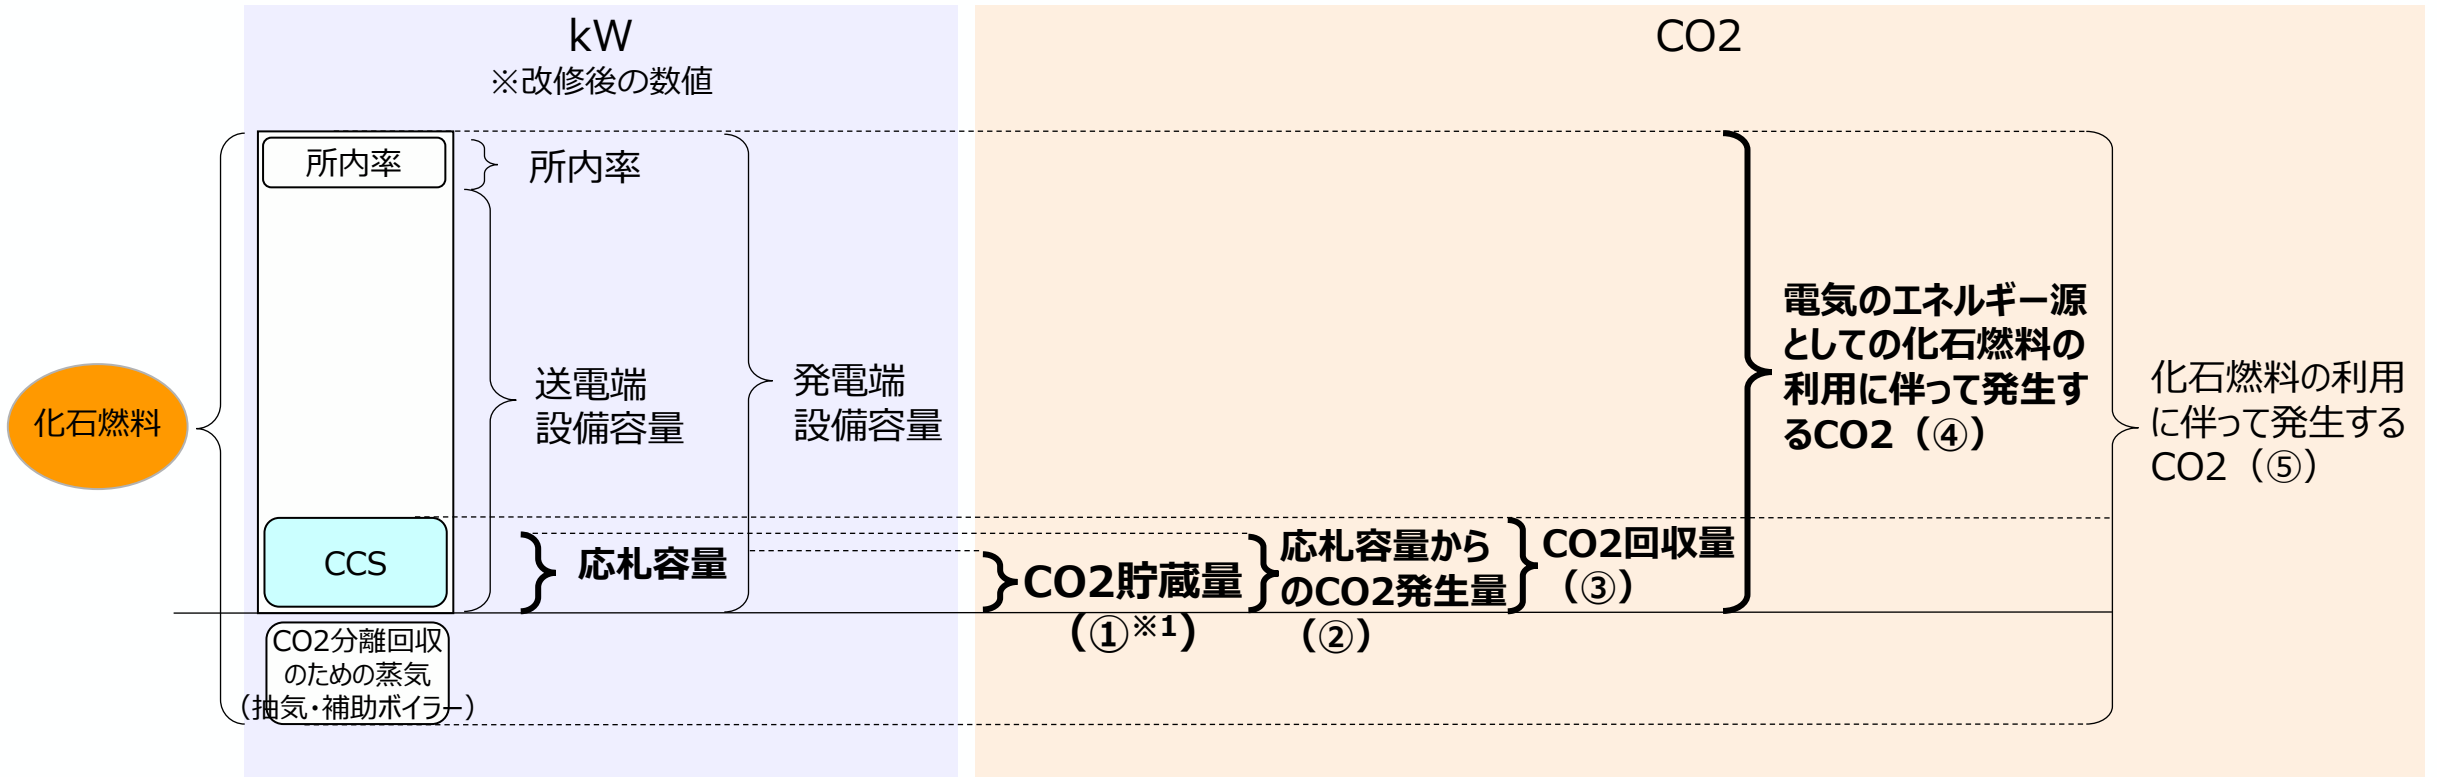 kW
※改修後の数値
CO2
所内率
所内率
化石燃料
送電端
設備容量
発電端
設備容量
CCS
応札容量
CO2分離回収
のための蒸気
（抽気・補助ボイラー）
CO2貯蔵量
（①※1）
応札容量から
のCO2発生量
（②）
CO2回収量
（③）
電気のエネルギー源
としての化石燃料の
利用に伴って発生す
るCO2（④）
化石燃料の利用
に伴って発生する
CO2（⑤）